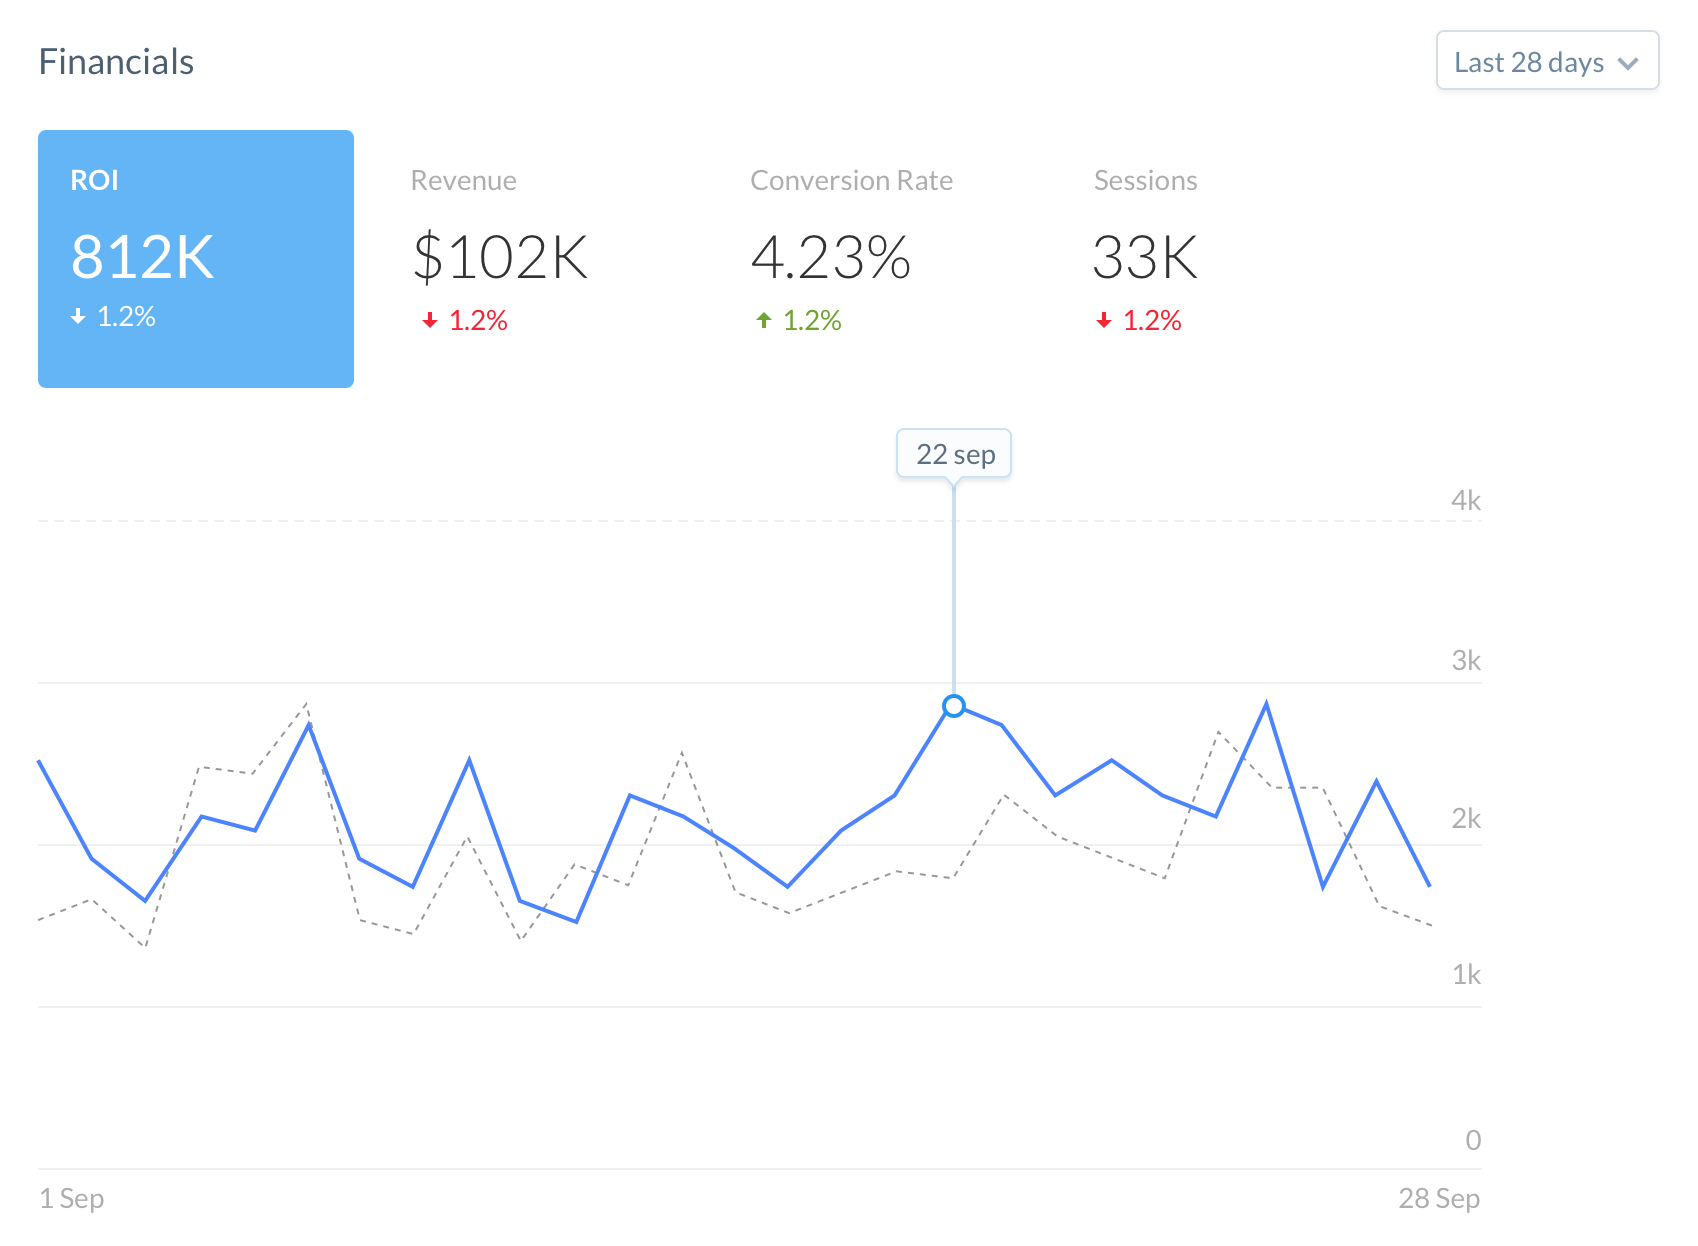 Financials
Last 28 days
ROI
812K
1.2%
Revenue
$102K
1.2%
Conversion Rate
4.23%
1.2%
Sessions
33K
1.2%
22 sep
4k
3k
2k
1k
0
1 Sep
28 Sep